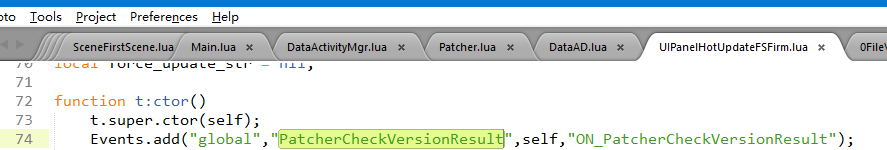 oto Tools Project Preferences Help
SceneFirstScene.lua Main.lua × DataActivityMgr.lua × Patcher.lua × DataAD.lua × UIPanelHotUpdateFSFirm.lua × 0FileV
70 local force_update_str = nil;
71
72 function t:ctor()
73 t.super.ctor(self);
74 Events.add("global","PatcherCheckVersionResult",self,"ON_PatcherCheckVersionResult");